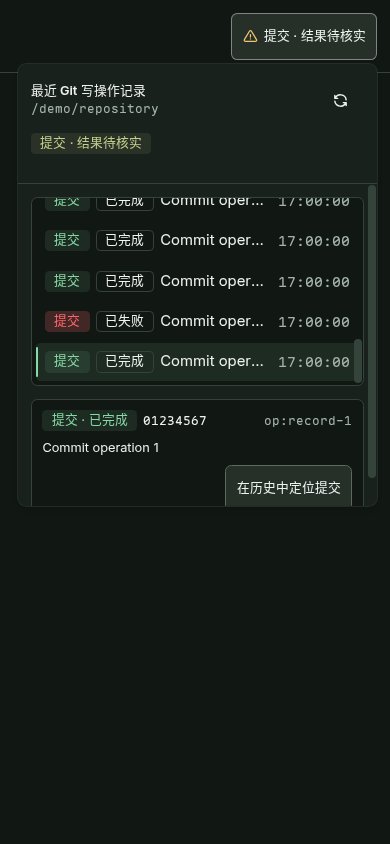 提交 · 结果待核实
最近 Git 写操作记录
/demo/repository
提交 · 结果待核实
提交 已完成 Commit oper... 17:00:00
提交 已完成 Commit oper... 17:00:00
提交 已完成 Commit oper... 17:00:00
提交 已失败 Commit oper... 17:00:00
提交 已完成 Commit oper... 17:00:00
提交 · 已完成 01234567 op:record-1
Commit operation 1
在历史中定位提交